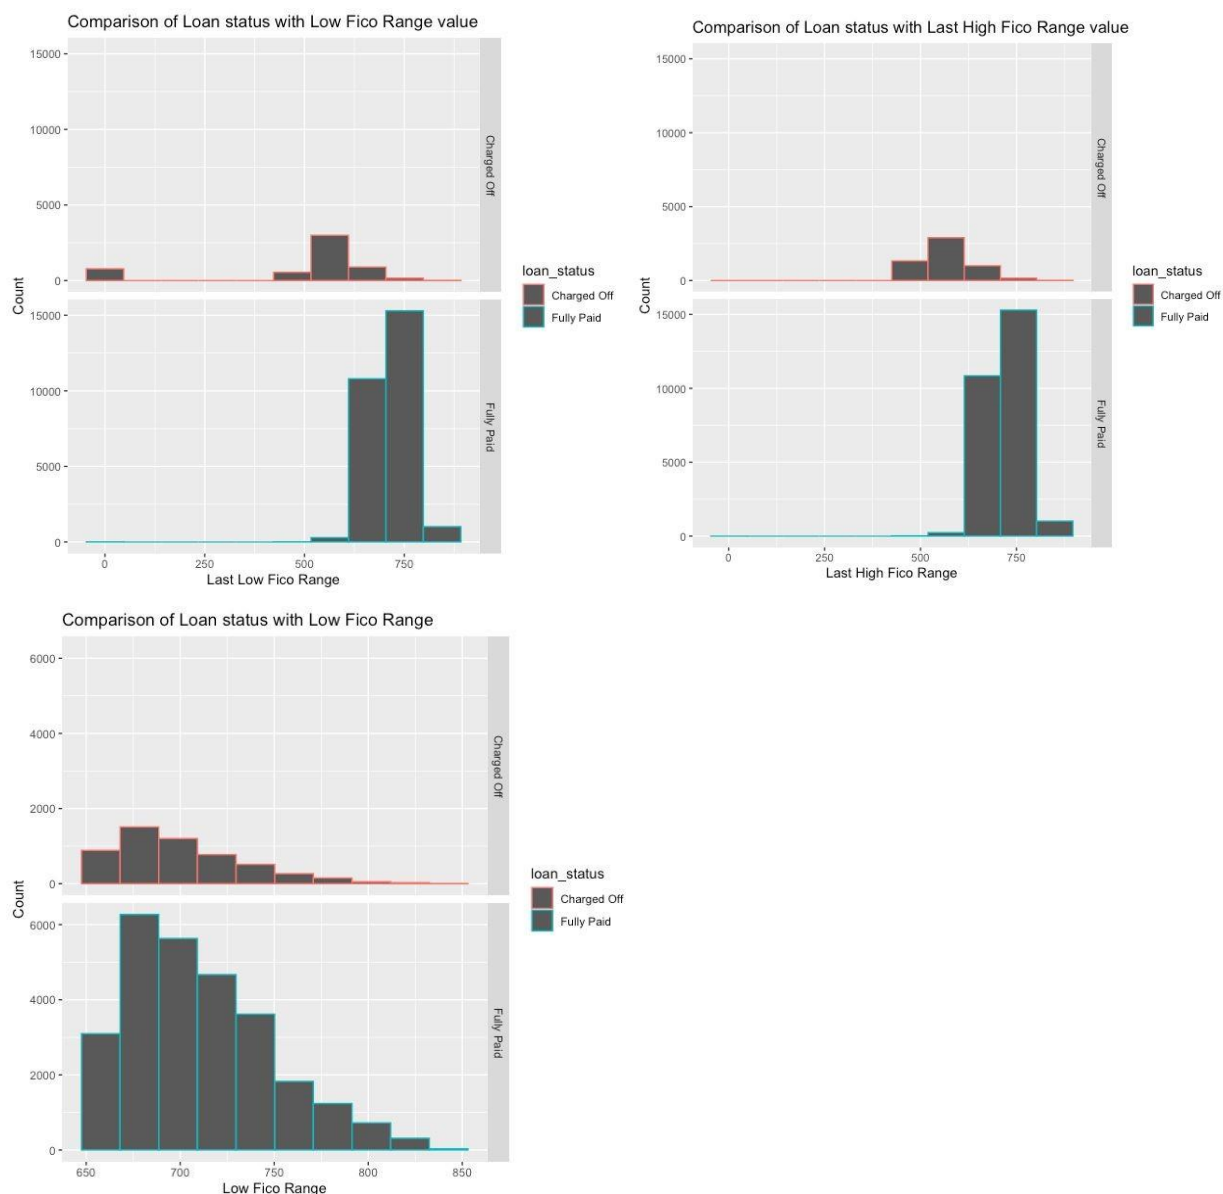 Comparison of Loan status with Low Fico Range value
15000
10000
5000
0
Charged Off
15000
10000
5000
0
Fully Paid
Count
0 250 500 750
Last Low Fico Range
loan_status
Charged Off
Fully Paid
Comparison of Loan status with Last High Fico Range value
15000
10000
5000
0
Charged Off
15000
10000
5000
0
Fully Paid
Count
0 250 500 750
Last High Fico Range
loan_status
Charged Off
Fully Paid
Comparison of Loan status with Low Fico Range
6000
4000
2000
0
Charged Off
6000
4000
2000
0
Fully Paid
Count
650 700 750 800 850
Low Fico Range
loan_status
Charged Off
Fully Paid